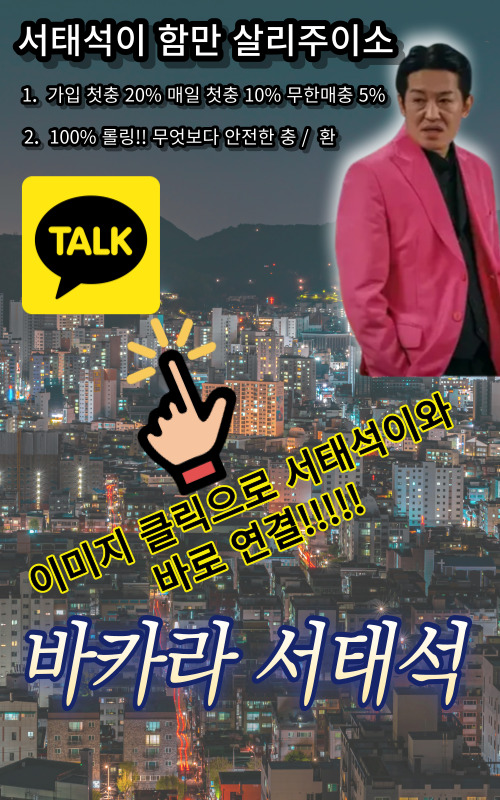 서태석이 함만 살리주이소
1. 가입 첫충 20% 매일 첫충 10% 무한매충 5%
2. 100% 롤링!! 무엇보다 안전한 충 / 환
TALK
이미지 클릭으로 서태석이와
바로 연결!!!!!
바카라 서태석